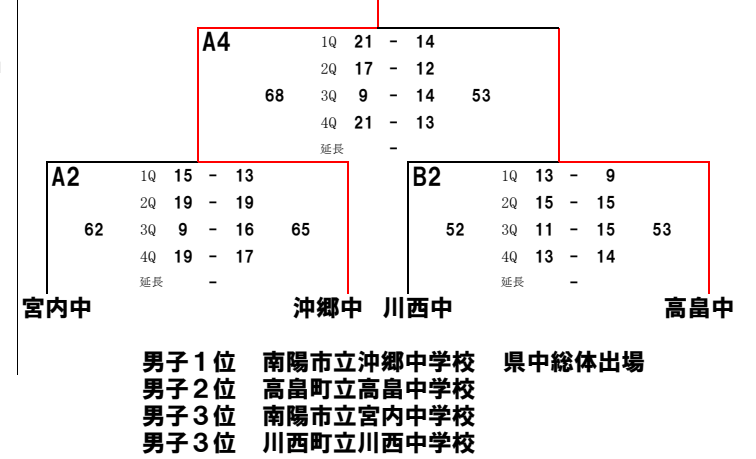 A4 1Q 21 - 14
2Q 17 - 12
68 3Q 9 - 14 53
4Q 21 - 13
延長 -
A2 1Q 15 - 13
2Q 19 - 19
62 3Q 9 - 16 65
4Q 19 - 17
延長 -
B2 1Q 13 - 9
2Q 15 - 15
52 3Q 11 - 15 53
4Q 13 - 14
延長 -
宮内中 沖郷中 川西中 高畠中
男子1位 南陽市立沖郷中学校 県中総体出場
男子2位 高畠町立高畠中学校
男子3位 南陽市立宮内中学校
男子3位 川西町立川西中学校